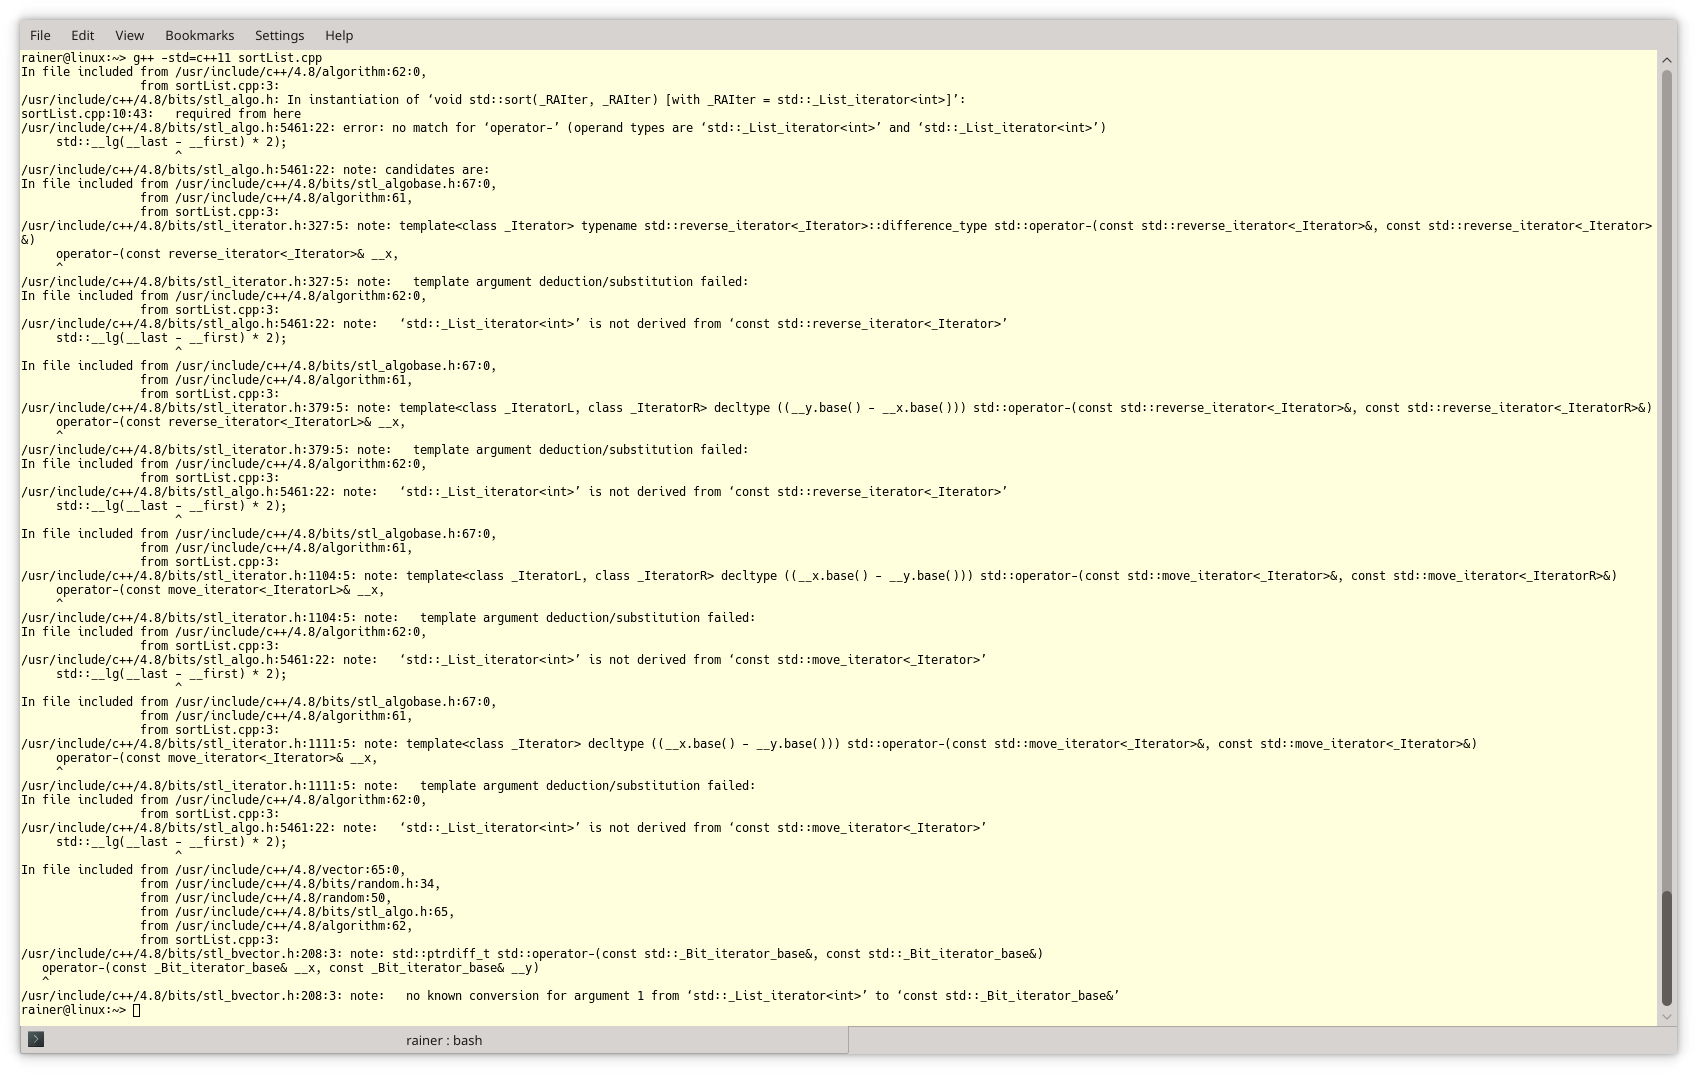 File Edit View Bookmarks Settings Help
rainer@linux:~> g++ -std=c++11 sortList.cpp
In file included from /usr/include/c++/4.8/algorithm:62:0,
                 from sortList.cpp:3:
/usr/include/c++/4.8/bits/stl_algo.h: In instantiation of ‘void std::sort(_RAIter, _RAIter) [with _RAIter = std::_List_iterator<int>]’:
sortList.cpp:10:43:   required from here
/usr/include/c++/4.8/bits/stl_algo.h:5461:22: error: no match for ‘operator-’ (operand types are ‘std::_List_iterator<int>’ and ‘std::_List_iterator<int>’)
     std::__lg(__last - __first) * 2);
                      ^
/usr/include/c++/4.8/bits/stl_algo.h:5461:22: note: candidates are:
In file included from /usr/include/c++/4.8/bits/stl_algobase.h:67:0,
                 from /usr/include/c++/4.8/algorithm:61,
                 from sortList.cpp:3:
/usr/include/c++/4.8/bits/stl_iterator.h:327:5: note: template<class _Iterator> typename std::reverse_iterator<_Iterator>::difference_type std::operator-(const std::reverse_iterator<_Iterator>&, const std::reverse_iterator<_Iterator>
&)
     operator-(const reverse_iterator<_Iterator>& __x,
     ^
/usr/include/c++/4.8/bits/stl_iterator.h:327:5: note:   template argument deduction/substitution failed:
In file included from /usr/include/c++/4.8/algorithm:62:0,
                 from sortList.cpp:3:
/usr/include/c++/4.8/bits/stl_algo.h:5461:22: note:   ‘std::_List_iterator<int>’ is not derived from ‘const std::reverse_iterator<_Iterator>’
     std::__lg(__last - __first) * 2);
                      ^
In file included from /usr/include/c++/4.8/bits/stl_algobase.h:67:0,
                 from /usr/include/c++/4.8/algorithm:61,
                 from sortList.cpp:3:
/usr/include/c++/4.8/bits/stl_iterator.h:379:5: note: template<class _IteratorL, class _IteratorR> decltype ((__y.base() - __x.base())) std::operator-(const std::reverse_iterator<_Iterator>&, const std::reverse_iterator<_IteratorR>&)
     operator-(const reverse_iterator<_IteratorL>& __x,
     ^
/usr/include/c++/4.8/bits/stl_iterator.h:379:5: note:   template argument deduction/substitution failed:
In file included from /usr/include/c++/4.8/algorithm:62:0,
                 from sortList.cpp:3:
/usr/include/c++/4.8/bits/stl_algo.h:5461:22: note:   ‘std::_List_iterator<int>’ is not derived from ‘const std::reverse_iterator<_Iterator>’
     std::__lg(__last - __first) * 2);
                      ^
In file included from /usr/include/c++/4.8/bits/stl_algobase.h:67:0,
                 from /usr/include/c++/4.8/algorithm:61,
                 from sortList.cpp:3:
/usr/include/c++/4.8/bits/stl_iterator.h:1104:5: note: template<class _IteratorL, class _IteratorR> decltype ((__x.base() - __y.base())) std::operator-(const std::move_iterator<_Iterator>&, const std::move_iterator<_IteratorR>&)
     operator-(const move_iterator<_IteratorL>& __x,
     ^
/usr/include/c++/4.8/bits/stl_iterator.h:1104:5: note:   template argument deduction/substitution failed:
In file included from /usr/include/c++/4.8/algorithm:62:0,
                 from sortList.cpp:3:
/usr/include/c++/4.8/bits/stl_algo.h:5461:22: note:   ‘std::_List_iterator<int>’ is not derived from ‘const std::move_iterator<_Iterator>’
     std::__lg(__last - __first) * 2);
                      ^
In file included from /usr/include/c++/4.8/bits/stl_algobase.h:67:0,
                 from /usr/include/c++/4.8/algorithm:61,
                 from sortList.cpp:3:
/usr/include/c++/4.8/bits/stl_iterator.h:1111:5: note: template<class _Iterator> decltype ((__x.base() - __y.base())) std::operator-(const std::move_iterator<_Iterator>&, const std::move_iterator<_Iterator>&)
     operator-(const move_iterator<_Iterator>& __x,
     ^
/usr/include/c++/4.8/bits/stl_iterator.h:1111:5: note:   template argument deduction/substitution failed:
In file included from /usr/include/c++/4.8/algorithm:62:0,
                 from sortList.cpp:3:
/usr/include/c++/4.8/bits/stl_algo.h:5461:22: note:   ‘std::_List_iterator<int>’ is not derived from ‘const std::move_iterator<_Iterator>’
     std::__lg(__last - __first) * 2);
                      ^
In file included from /usr/include/c++/4.8/vector:65:0,
                 from /usr/include/c++/4.8/bits/random.h:34,
                 from /usr/include/c++/4.8/random:50,
                 from /usr/include/c++/4.8/bits/stl_algo.h:65,
                 from /usr/include/c++/4.8/algorithm:62,
                 from sortList.cpp:3:
/usr/include/c++/4.8/bits/stl_bvector.h:208:3: note: std::ptrdiff_t std::operator-(const std::_Bit_iterator_base&, const std::_Bit_iterator_base&)
   operator-(const _Bit_iterator_base& __x, const _Bit_iterator_base& __y)
   ^
/usr/include/c++/4.8/bits/stl_bvector.h:208:3: note:   no known conversion for argument 1 from ‘std::_List_iterator<int>’ to ‘const std::_Bit_iterator_base&’
rainer@linux:~>
rainer : bash